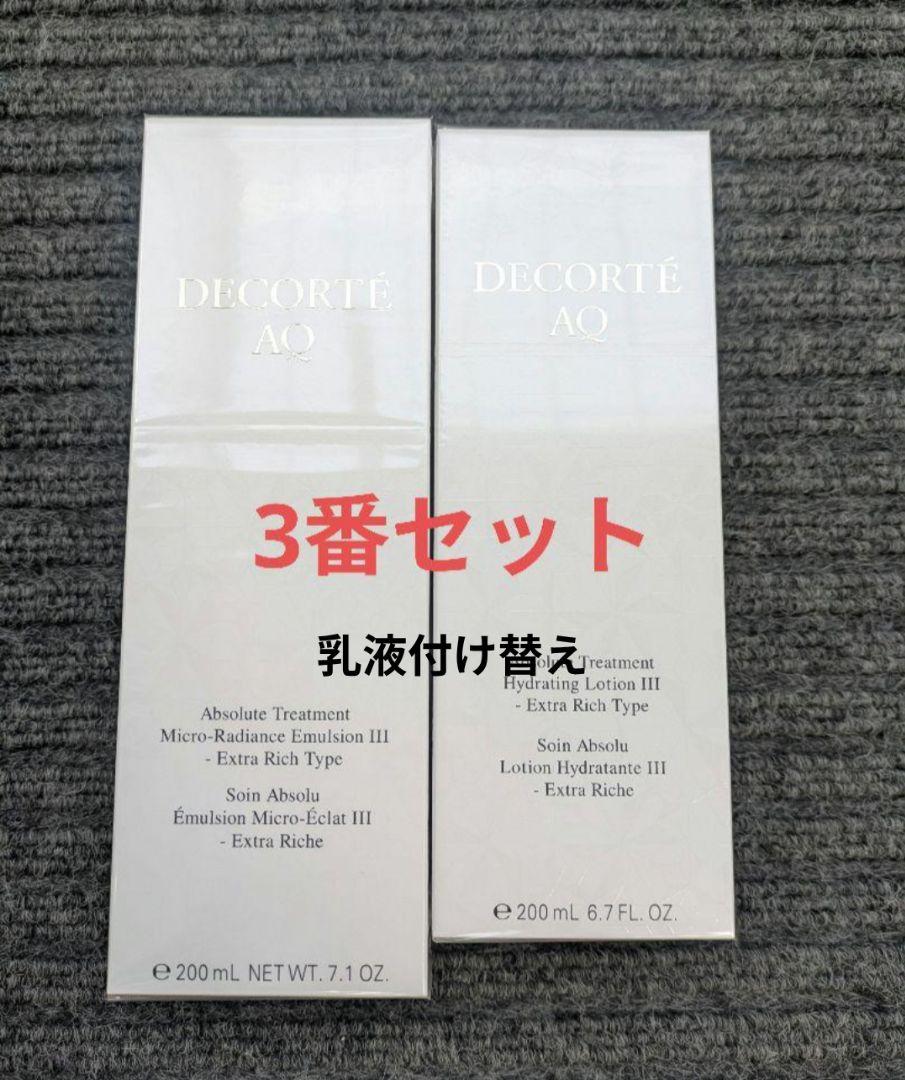 DECORTÉ
AQ
Absolute Treatment
Micro-Radiance Emulsion III
- Extra Rich Type
Soin Absolu
Émulsion Micro-Éclat III
- Extra Riche
℮ 200 mL NET WT. 7.1 OZ.
DECORTÉ
AQ
3番セット
乳液付け替え
Treatment
Hydrating Lotion III
- Extra Rich Type
Soin Absolu
Lotion Hydratante III
- Extra Riche
℮ 200 mL 6.7 FL. OZ.